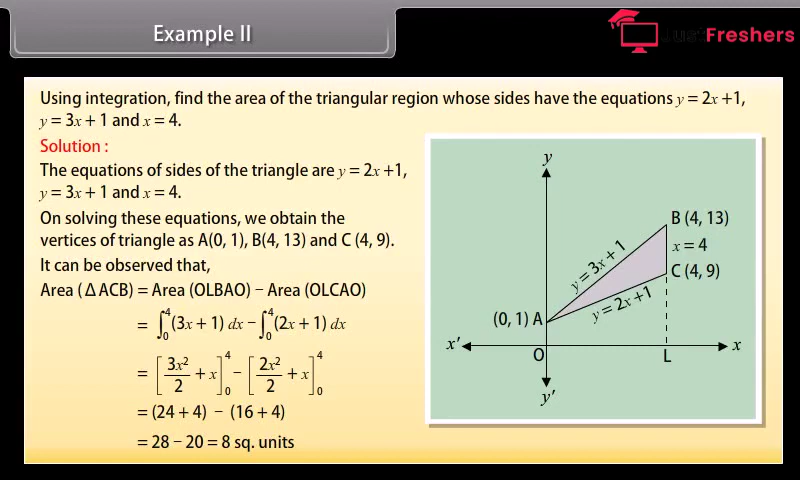 Example II
Just Freshers
Using integration, find the area of the triangular region whose sides have the equations y = 2x +1,
y = 3x + 1 and x = 4.
Solution :
The equations of sides of the triangle are y = 2x +1,
y = 3x + 1 and x = 4.
On solving these equations, we obtain the
vertices of triangle as A(0, 1), B(4, 13) and C (4, 9).
It can be observed that,
Area (Δ ACB) = Area (OLBAO) − Area (OLCAO)
= ∫₀⁴(3x + 1) dx − ∫₀⁴(2x + 1) dx
= [3x²/2 + x]₀⁴ − [2x²/2 + x]₀⁴
= (24 + 4) − (16 + 4)
= 28 − 20 = 8 sq. units
y
B (4, 13)
y = 3x + 1
x = 4
C (4, 9)
y = 2x +1
(0, 1) A
x'
O
L
x
y'